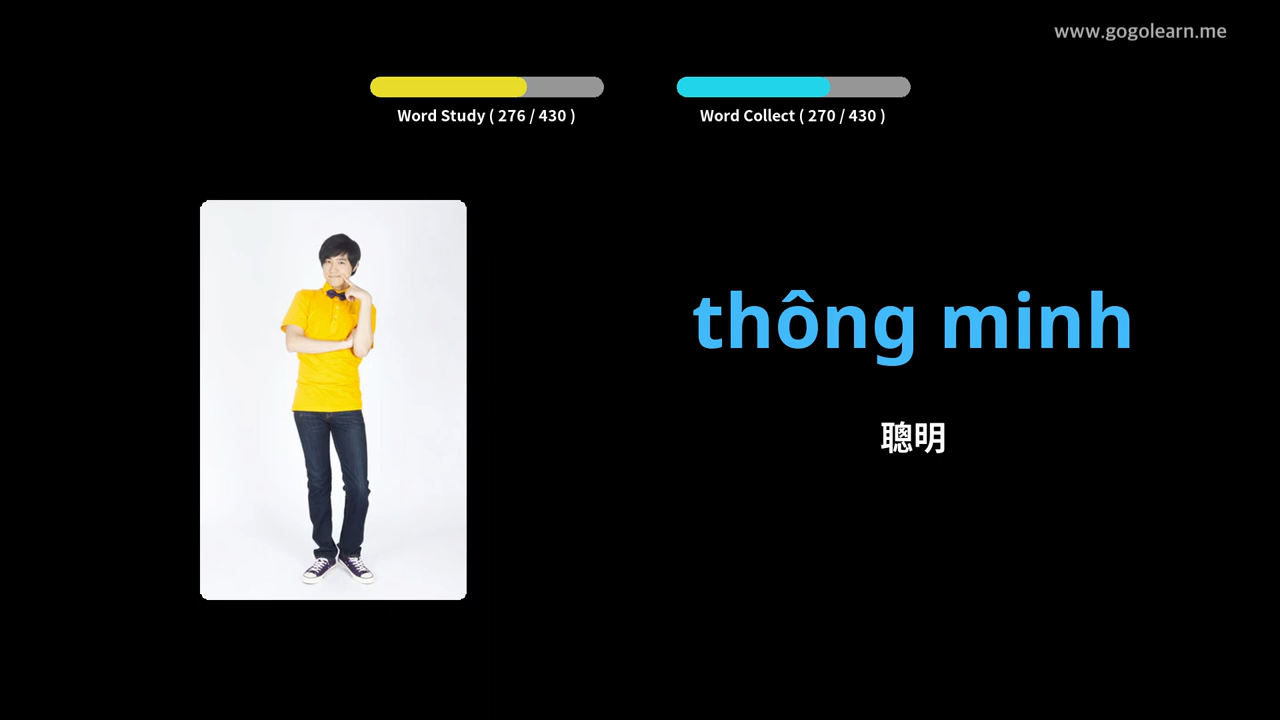 www.gogolearn.me
Word Study ( 276 / 430 )
Word Collect ( 270 / 430 )
thông minh
聰明